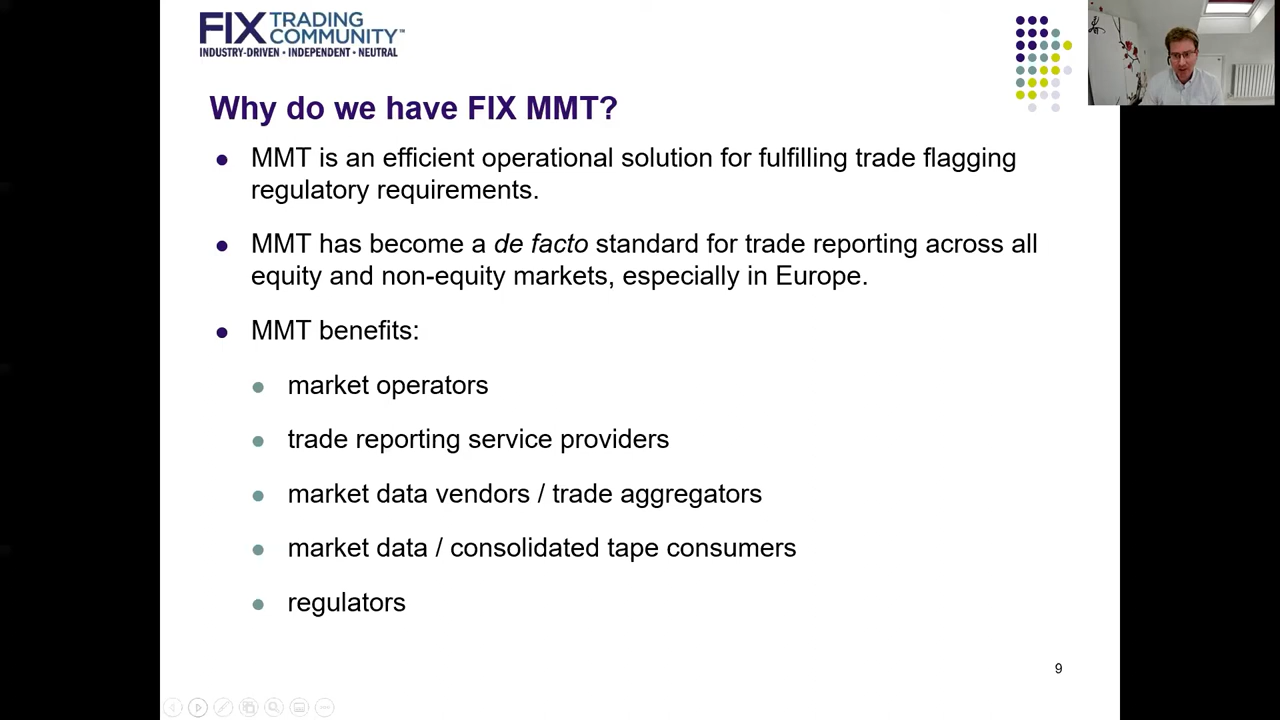 FIX TRADING COMMUNITY™
INDUSTRY-DRIVEN • INDEPENDENT • NEUTRAL
Why do we have FIX MMT?
● MMT is an efficient operational solution for fulfilling trade flagging
regulatory requirements.
● MMT has become a de facto standard for trade reporting across all
equity and non-equity markets, especially in Europe.
● MMT benefits:
● market operators
● trade reporting service providers
● market data vendors / trade aggregators
● market data / consolidated tape consumers
● regulators
9